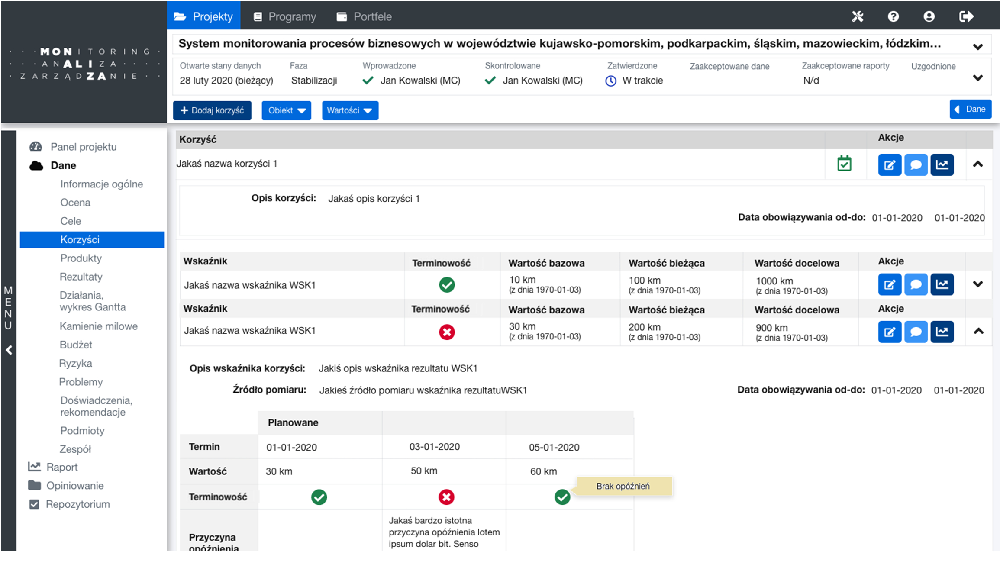 Projekty
Programy
Portfele
· · · MONITORING ·
· · · ANALIZA · · · ·
· ZARZĄDZANIE · ·
System monitorowania procesów biznesowych w województwie kujawsko-pomorskim, podkarpackim, śląskim, mazowieckim, łódzkim...
Otwarte stany danych Faza Wprowadzone Skontrolowane Zatwierdzone Zaakceptowane dane Zaakceptowane raporty Uzgodnione
28 luty 2020 (bieżący) Stabilizacji Jan Kowalski (MC) Jan Kowalski (MC) W trakcie N/d
+ Dodaj korzyść Obiekt Wartości Dane
MENU
Panel projektu
Dane
Informacje ogólne
Ocena
Cele
Korzyści
Produkty
Rezultaty
Działania,
wykres Gantta
Kamienie milowe
Budżet
Ryzyka
Problemy
Doświadczenia,
rekomendacje
Podmioty
Zespół
Raport
Opiniowanie
Repozytorium
Korzyść Akcje
Jakaś nazwa korzyści 1
Opis korzyści: Jakaś opis korzyści 1
Data obowiązywania od-do: 01-01-2020 01-01-2020
Wskaźnik Terminowość Wartość bazowa Wartość bieżąca Wartość docelowa Akcje
Jakaś nazwa wskaźnika WSK1 10 km 100 km 1000 km
(z dnia 1970-01-03) (z dnia 1970-01-03) (z dnia 1970-01-03)
Wskaźnik Terminowość Wartość bazowa Wartość bieżąca Wartość docelowa Akcje
Jakaś nazwa wskaźnika WSK1 30 km 200 km 900 km
(z dnia 1970-01-03) (z dnia 1970-01-03) (z dnia 1970-01-03)
Opis wskaźnika korzyści: Jakiś opis wskaźnika rezultatu WSK1
Źródło pomiaru: Jakieś źródło pomiaru wskaźnika rezultatuWSK1 Data obowiązywania od-do: 01-01-2020 01-01-2020
Planowane
Termin 01-01-2020 03-01-2020 05-01-2020
Wartość 30 km 50 km 60 km
Brak opóźnień
Terminowość
Jakaś bardzo istotna
przyczyna opóźnienia lotem
ipsum dolar bit. Senso
Przyczyna
opóźnienia